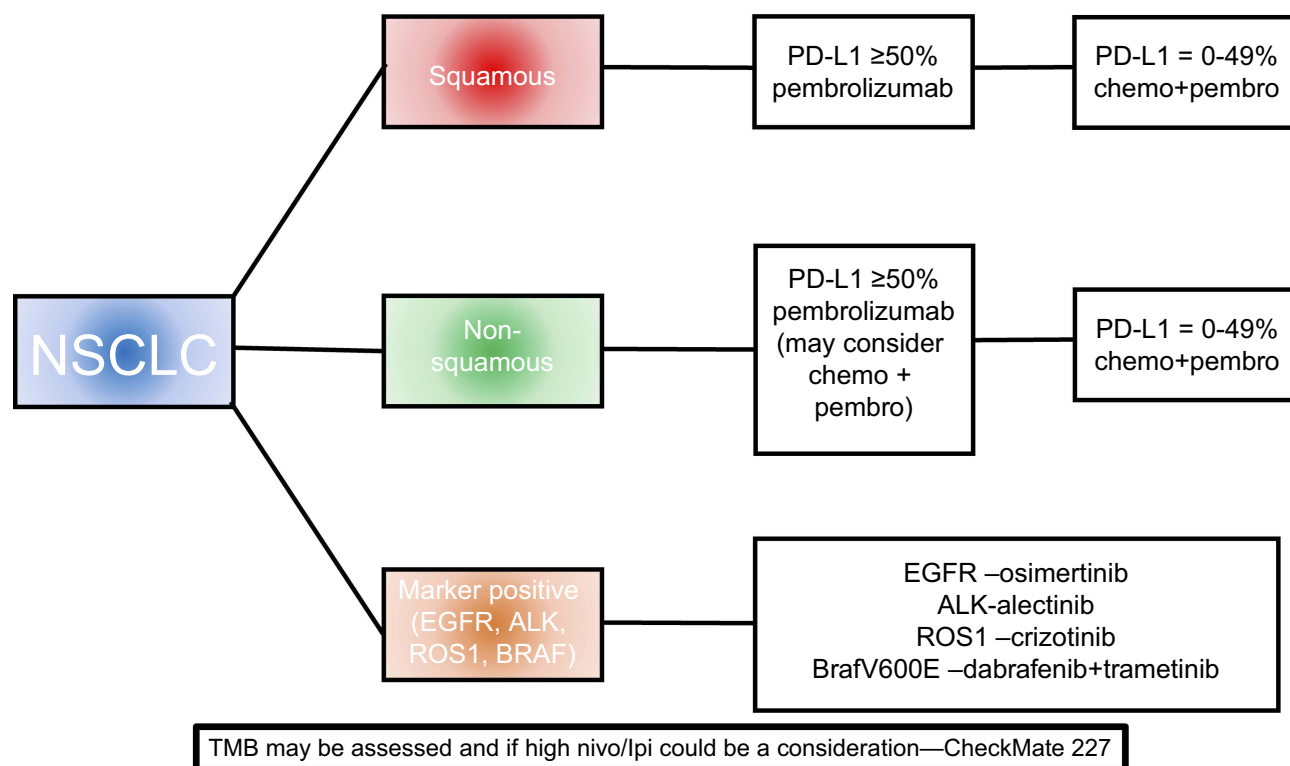 NSCLC
Squamous
PD-L1 ≥50%
pembrolizumab
PD-L1 = 0-49%
chemo+pembro
Non-
squamous
PD-L1 ≥50%
pembrolizumab
(may consider
chemo +
pembro)
PD-L1 = 0-49%
chemo+pembro
Marker positive
(EGFR, ALK,
ROS1, BRAF)
EGFR –osimertinib
ALK-alectinib
ROS1 –crizotinib
BrafV600E –dabrafenib+trametinib
TMB may be assessed and if high nivo/Ipi could be a consideration—CheckMate 227